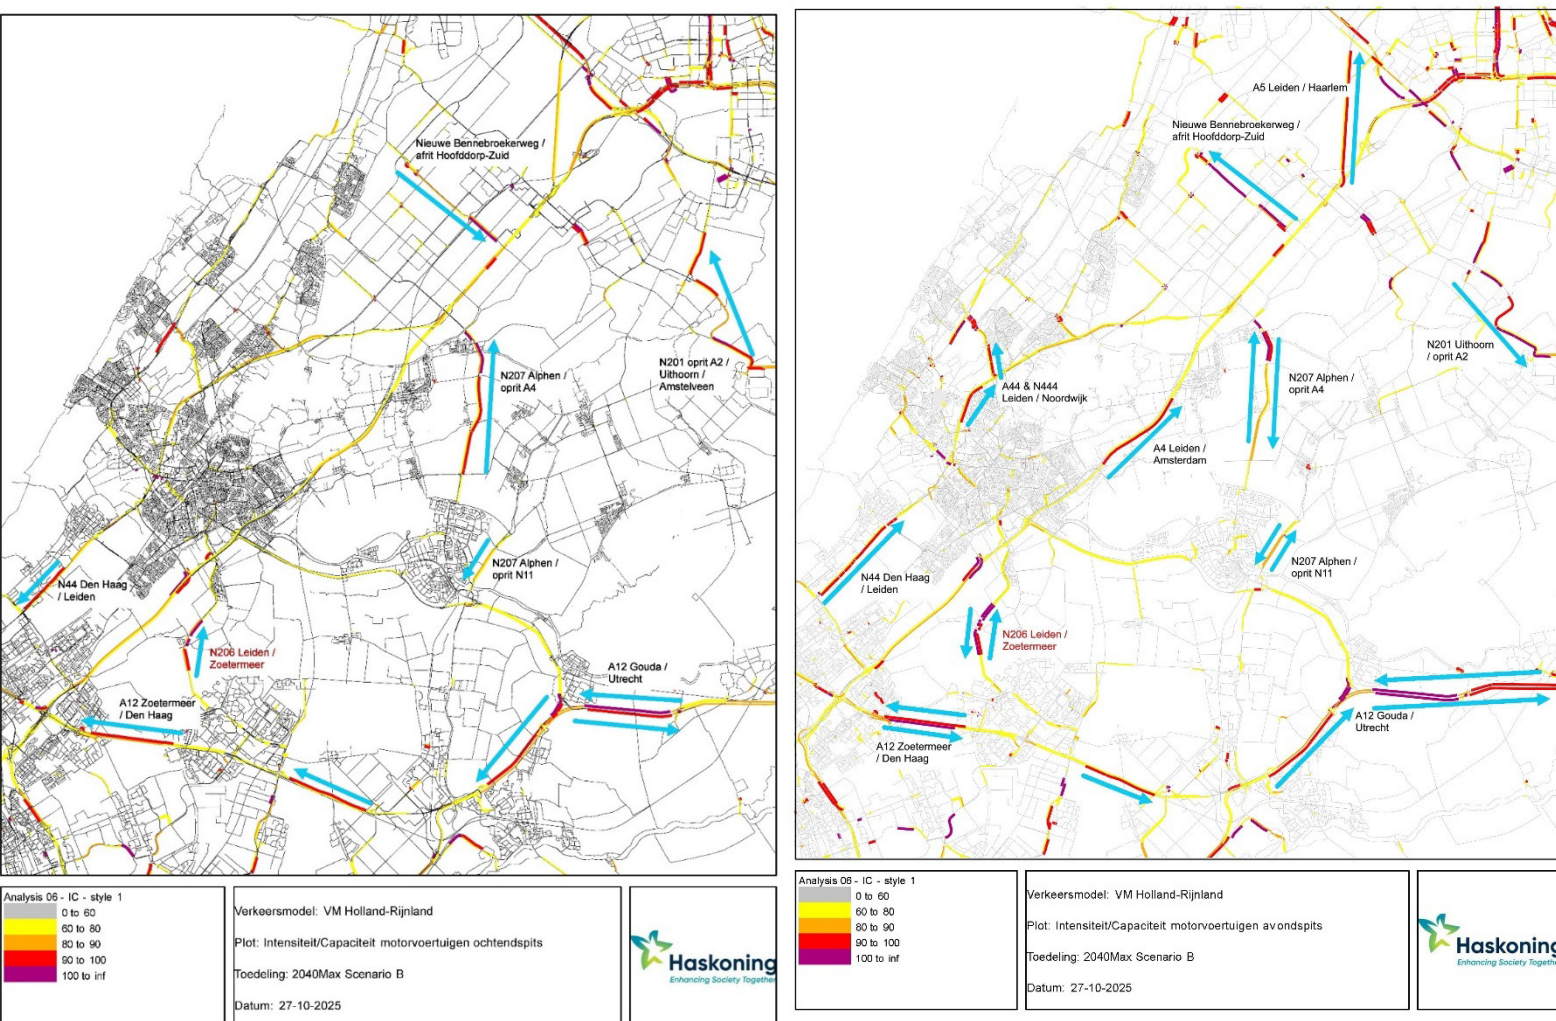 Nieuwe Bennebroekerweg /
afrit Hoofddorp-Zuid
N207 Alphen /
oprit A4
N201 oprit A2 /
Uithoorn /
Amstelveen
N207 Alphen /
oprit N11
N44 Den Haag
/ Leiden
N206 Leiden /
Zoetermeer
A12 Zoetermeer
/ Den Haag
A12 Gouda /
Utrecht
Analysis 06 - IC - style 1
0 to 60
60 to 80
80 to 90
90 to 100
100 to inf
Verkeersmodel: VM Holland-Rijnland
Plot: Intensiteit/Capaciteit motorvoertuigen ochtendspits
Toedeling: 2040Max Scenario B
Datum: 27-10-2025
Haskoning
Enhancing Society Together
A5 Leiden / Haarlem
Nieuwe Bennebroekerweg /
afrit Hoofddorp-Zuid
N201 Uithoorn
/ oprit A2
N207 Alphen /
oprit A4
A44 & N444
Leiden / Noordwijk
A4 Leiden /
Amsterdam
N207 Alphen /
oprit N11
N44 Den Haag
/ Leiden
N206 Leiden /
Zoetermeer
A12 Gouda /
Utrecht
A12 Zoetermeer
/ Den Haag
Analysis 06 - IC - style 1
0 to 60
60 to 80
80 to 90
90 to 100
100 to inf
Verkeersmodel: VM Holland-Rijnland
Plot: Intensiteit/Capaciteit motorvoertuigen avondspits
Toedeling: 2040Max Scenario B
Datum: 27-10-2025
Haskoning
Enhancing Society Togethe